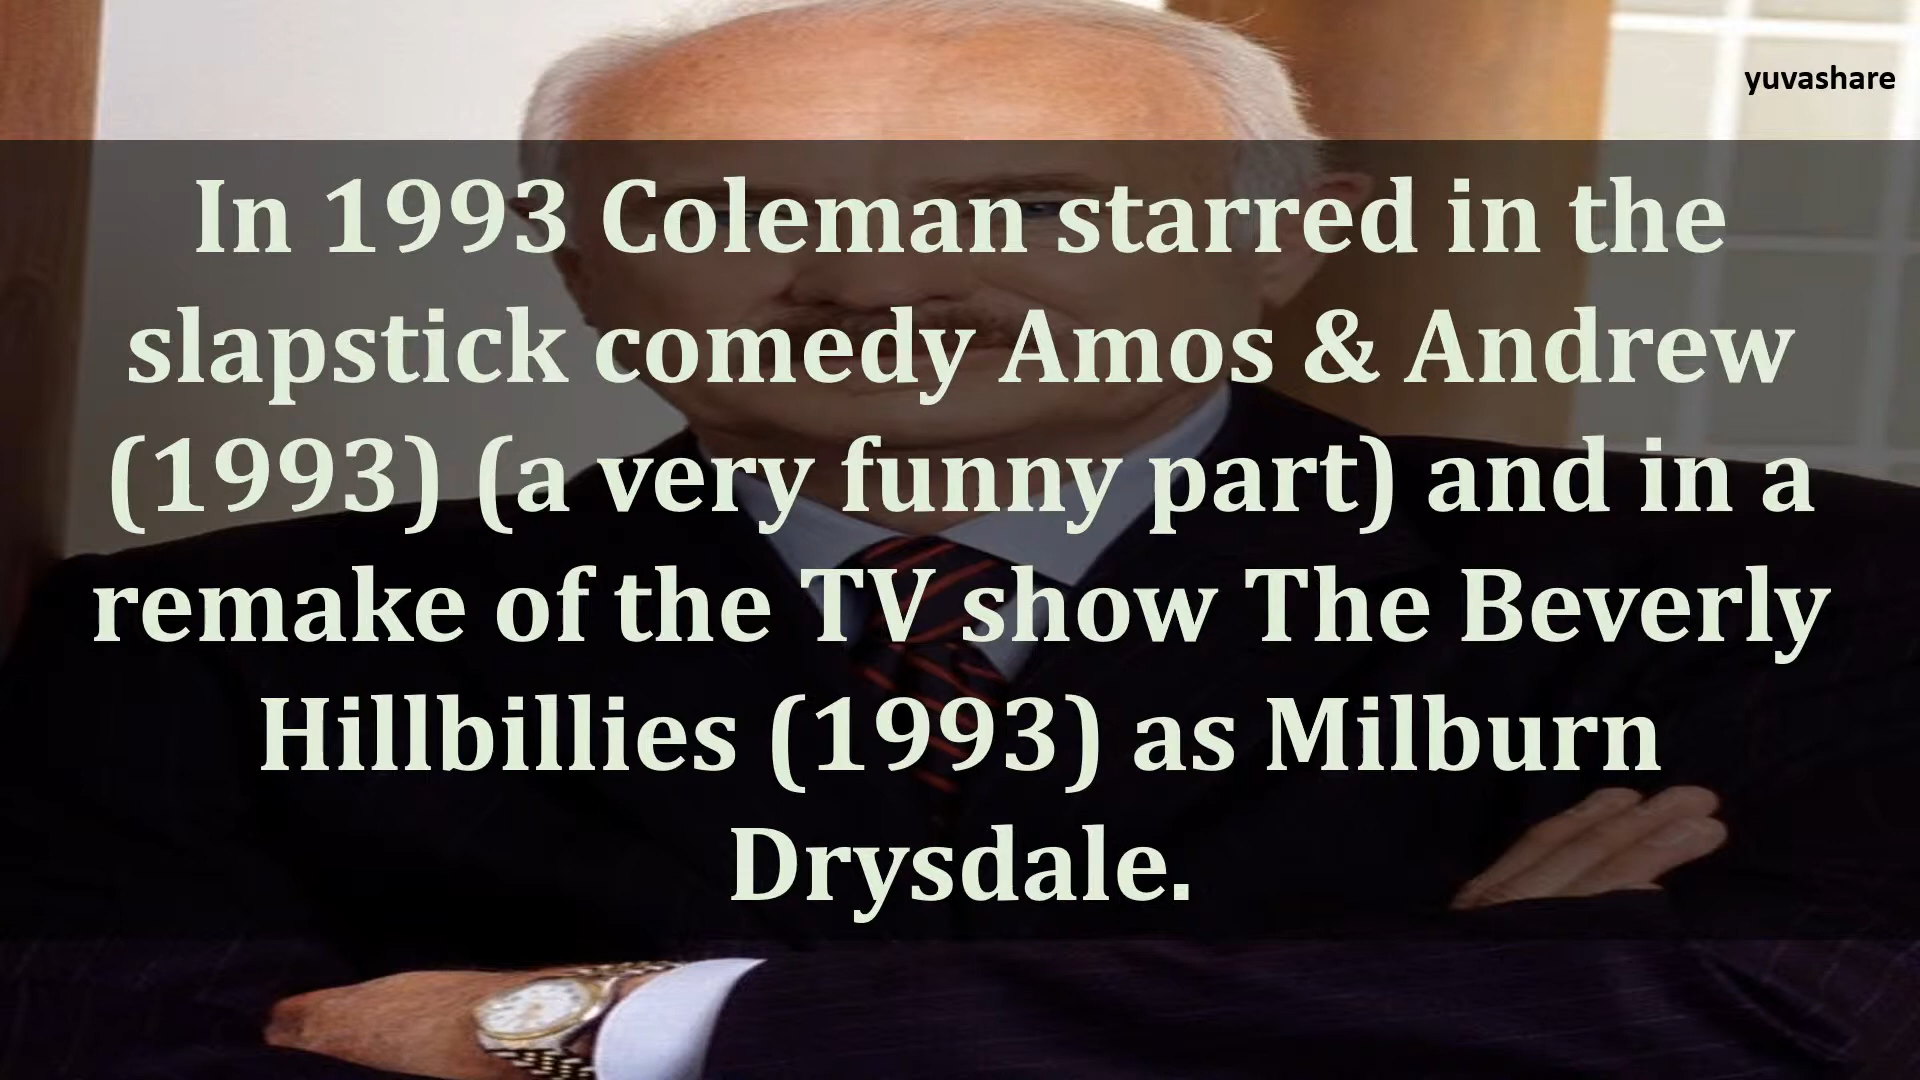 yuvashare
In 1993 Coleman starred in the
slapstick comedy Amos & Andrew
(1993) (a very funny part) and in a
remake of the TV show The Beverly
Hillbillies (1993) as Milburn
Drysdale.